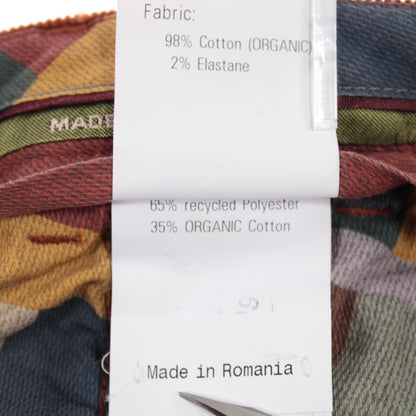 Fabric:
98% Cotton (ORGANIC)
2% Elastane
MADE
65% recycled Polyester
35% ORGANIC Cotton
Made in Romania